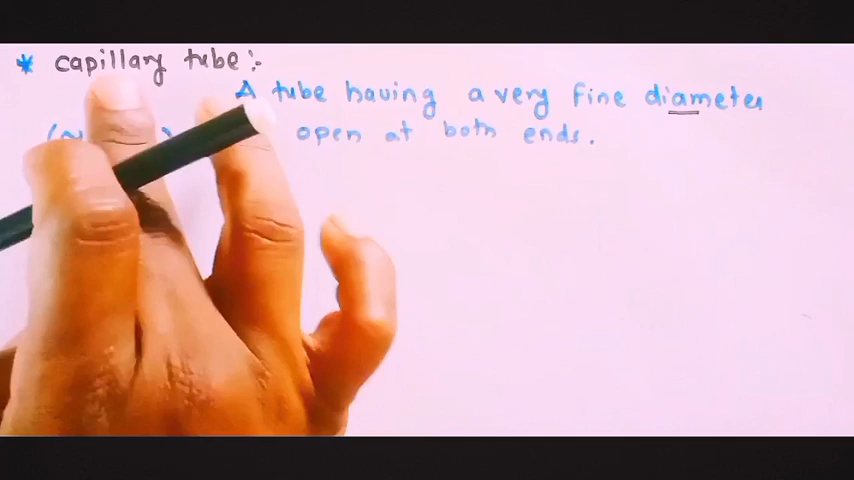 * capillary tube :-
A tube having a very fine diameter
open at both ends.